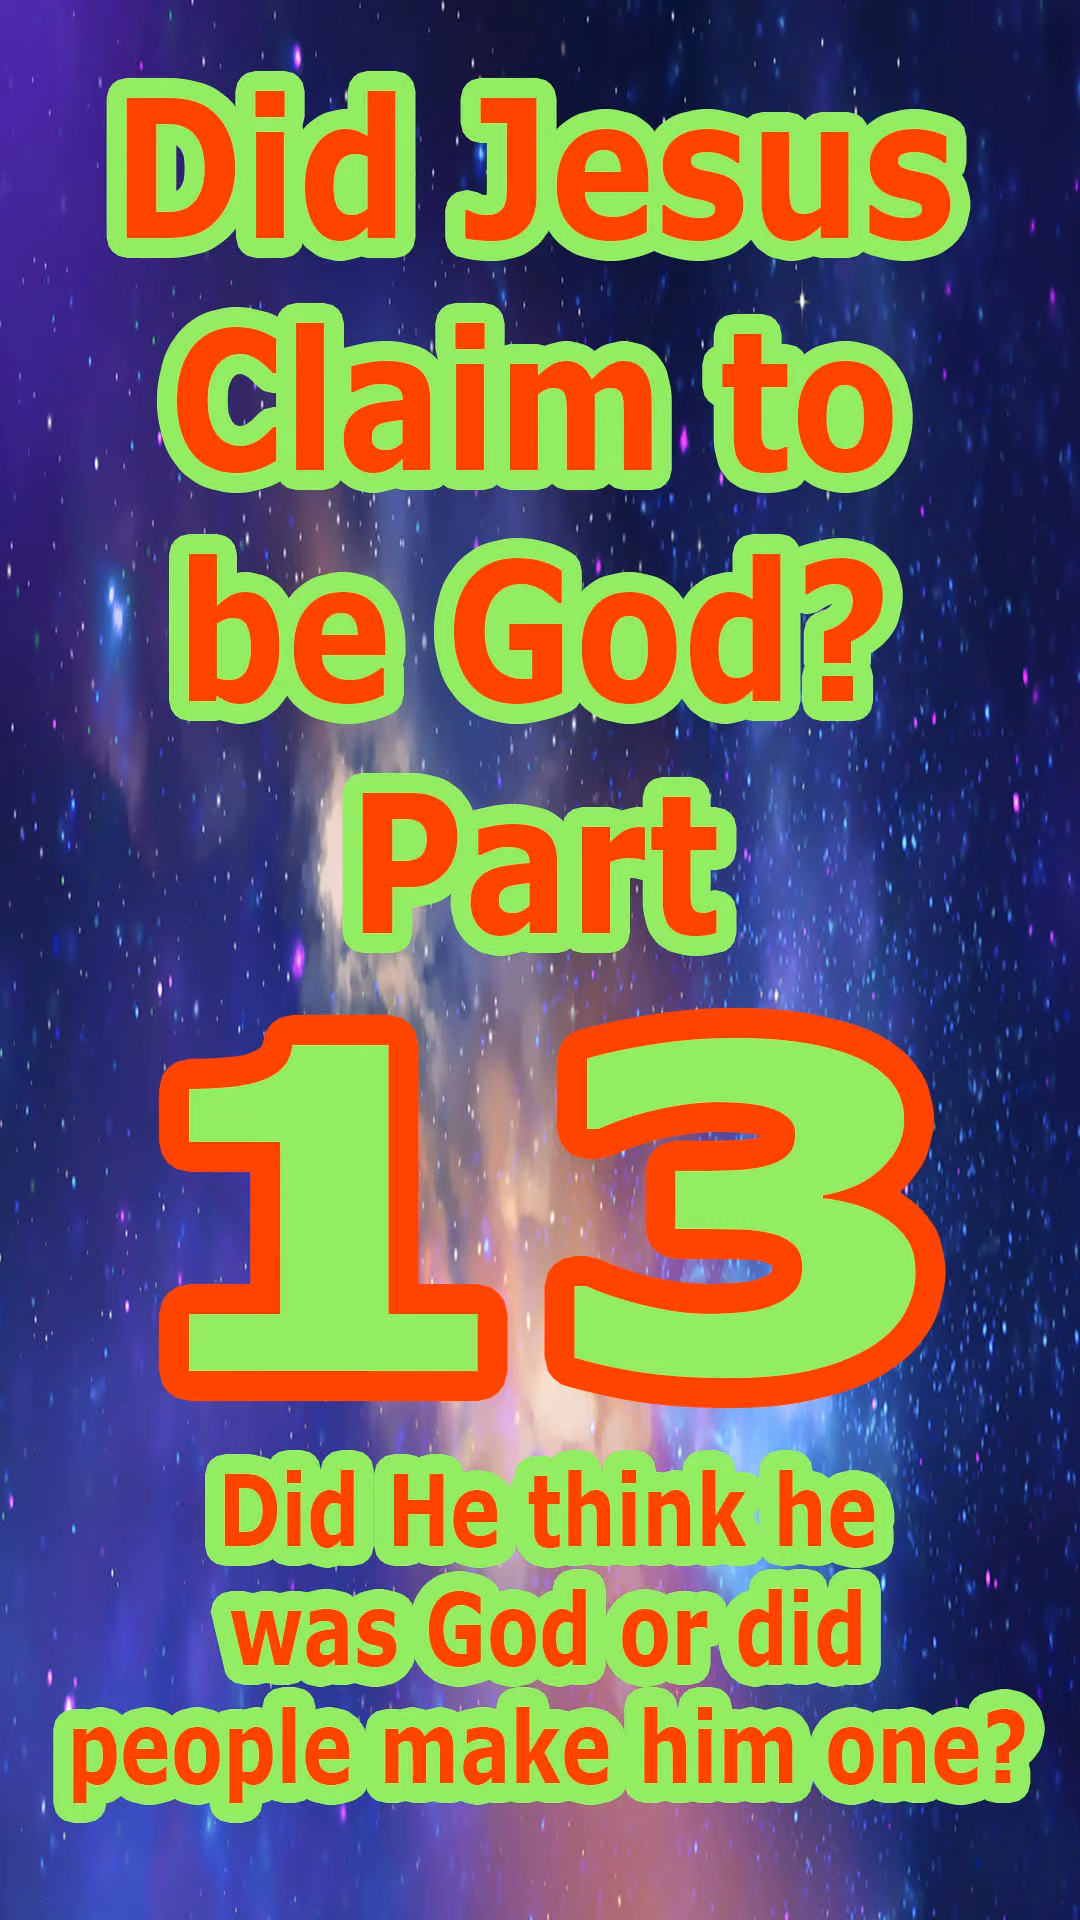 Did Jesus
Claim to
be God?
Part
13
Did He think he
was God or did
people make him one?